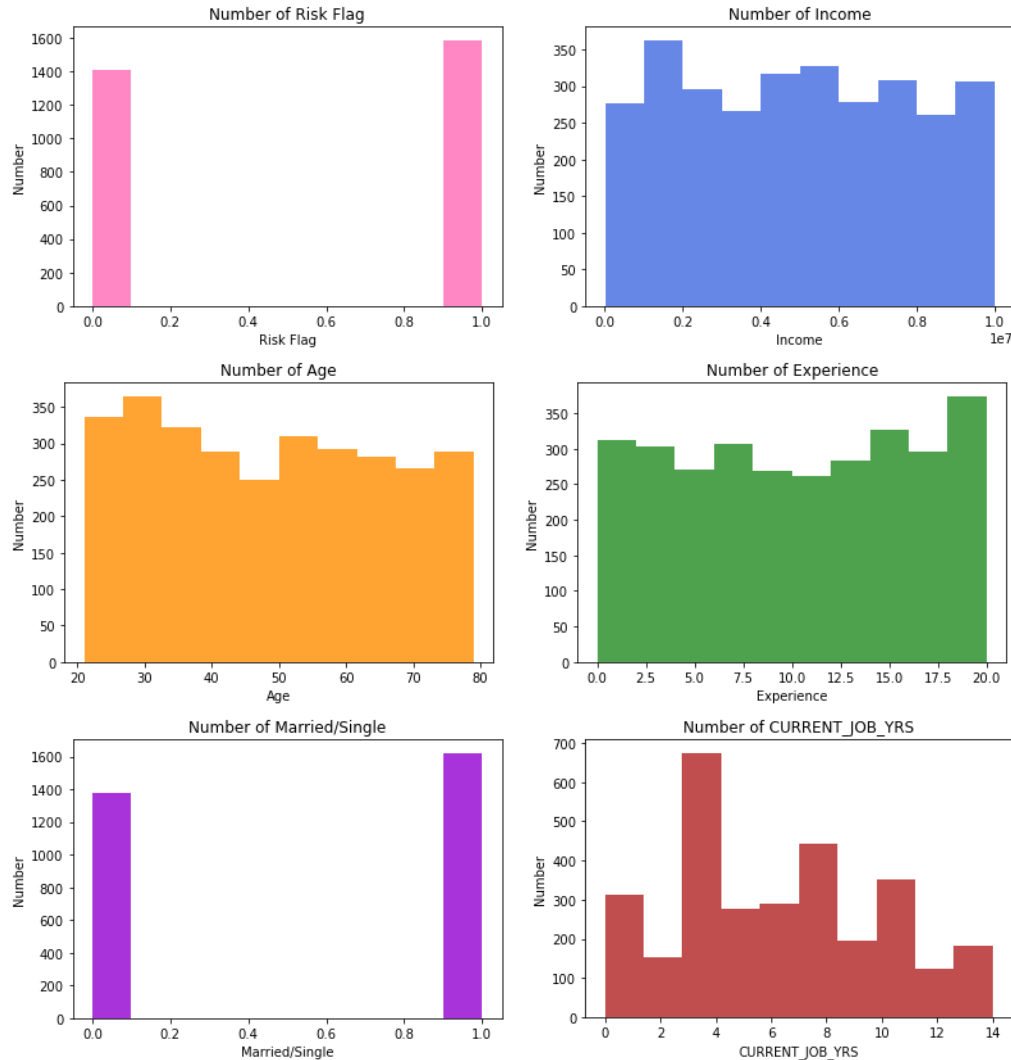 Number of Risk Flag
1600
1400
1200
1000
800
600
400
200
0
Number
0.0 0.2 0.4 0.6 0.8 1.0
Risk Flag
Number of Income
350
300
250
200
150
100
50
0
Number
0.0 0.2 0.4 0.6 0.8 1.0
1e7
Income
Number of Age
350
300
250
200
150
100
50
0
Number
20 30 40 50 60 70 80
Age
Number of Experience
350
300
250
200
150
100
50
0
Number
0.0 2.5 5.0 7.5 10.0 12.5 15.0 17.5 20.0
Experience
Number of Married/Single
1600
1400
1200
1000
800
600
400
200
0
Number
0.0 0.2 0.4 0.6 0.8 1.0
Married/Single
Number of CURRENT_JOB_YRS
700
600
500
400
300
200
100
0
Number
0 2 4 6 8 10 12 14
CURRENT_JOB_YRS